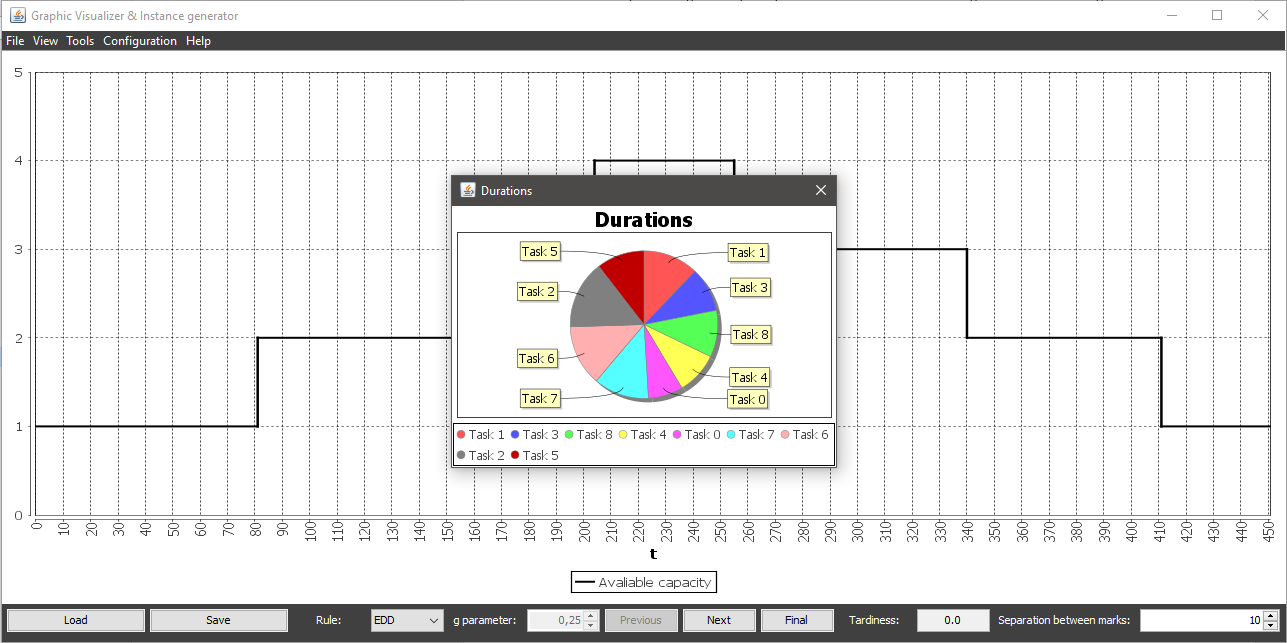 Graphic Visualizer & Instance generator
File View Tools Configuration Help
5
4
3
2
1
0
Durations
Durations
Task 5
Task 1
Task 2
Task 3
Task 8
Task 6
Task 4
Task 7
Task 0
Task 1 Task 3 Task 8 Task 4 Task 0 Task 7 Task 6
Task 2 Task 5
0 10 20 30 40 50 60 70 80 90 100 110 120 130 140 150 160 170 180 190 200 210 220 230 240 250 260 270 280 290 300 310 320 330 340 350 360 370 380 390 400 410 420 430 440 450
t
Avaliable capacity
Load Save Rule: EDD g parameter: 0,25 Previous Next Final Tardiness: 0.0 Separation between marks: 10